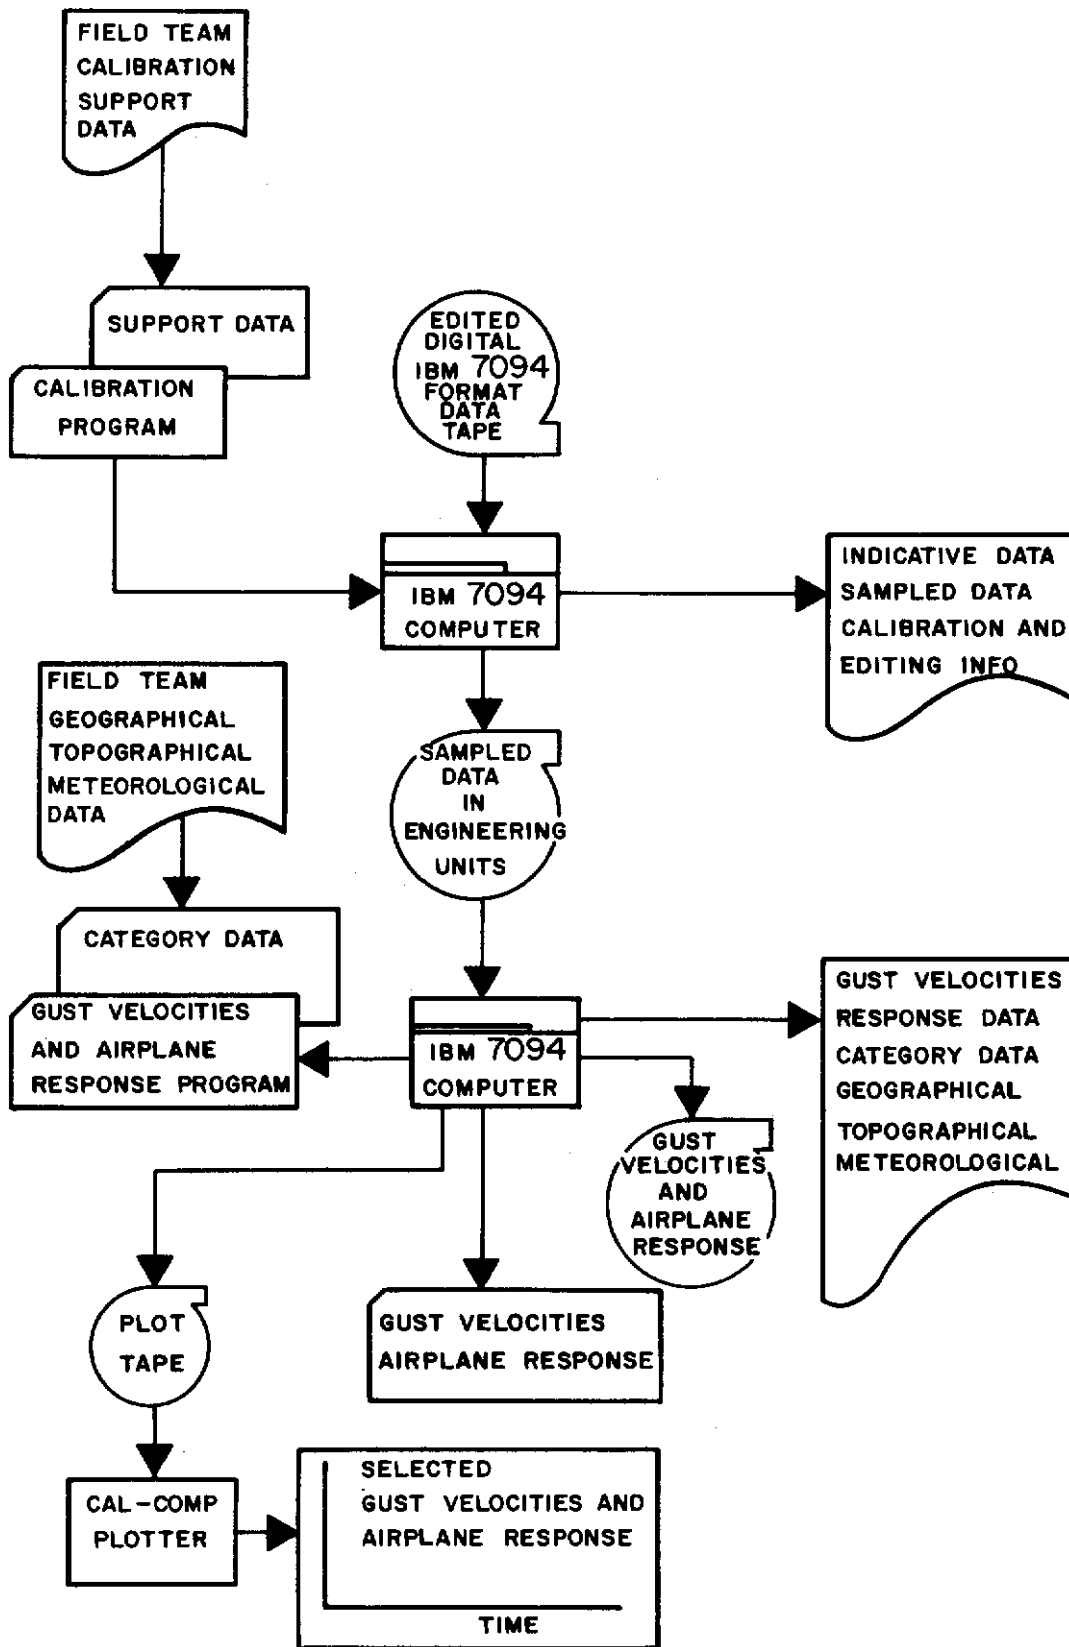 FIELD TEAM
CALIBRATION
SUPPORT
DATA
SUPPORT DATA
CALIBRATION
PROGRAM
EDITED
DIGITAL
IBM 7094
FORMAT
DATA
TAPE
IBM 7094
COMPUTER
INDICATIVE DATA
SAMPLED DATA
CALIBRATION AND
EDITING INFO
FIELD TEAM
GEOGRAPHICAL
TOPOGRAPHICAL
METEOROLOGICAL
DATA
SAMPLED
DATA
IN
ENGINEERING
UNITS
CATEGORY DATA
GUST VELOCITIES
AND AIRPLANE
RESPONSE PROGRAM
IBM 7094
COMPUTER
GUST VELOCITIES
RESPONSE DATA
CATEGORY DATA
GEOGRAPHICAL
TOPOGRAPHICAL
METEOROLOGICAL
GUST
VELOCITIES
AND
AIRPLANE
RESPONSE
PLOT
TAPE
GUST VELOCITIES
AIRPLANE RESPONSE
CAL-COMP
PLOTTER
SELECTED
GUST VELOCITIES AND
AIRPLANE RESPONSE
TIME